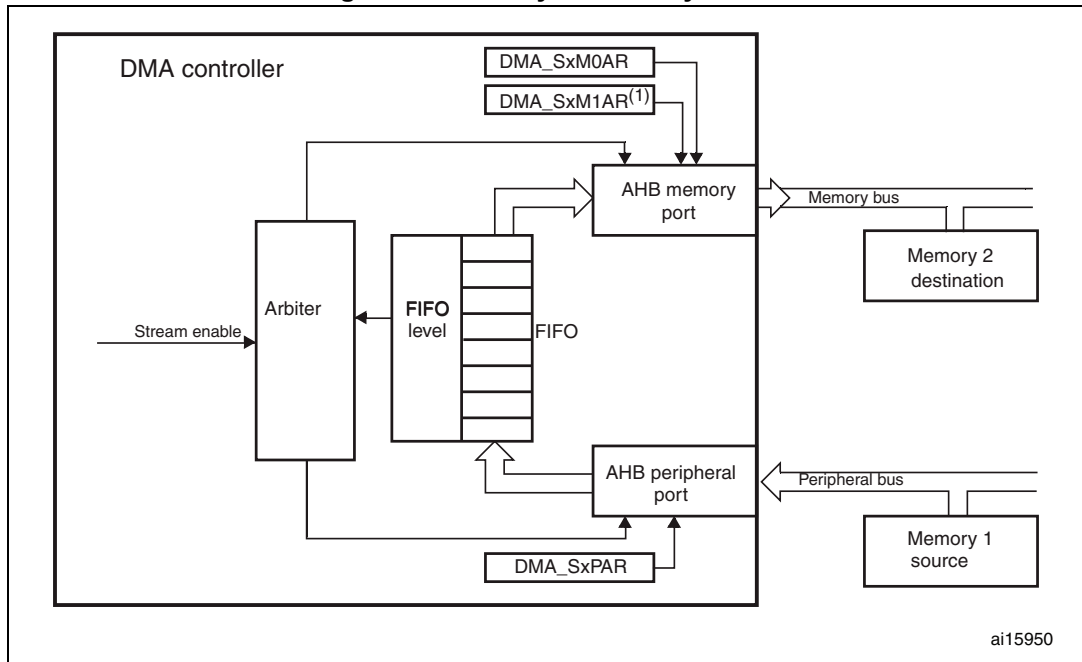 DMA controller
DMA_SxM0AR
DMA_SxM1AR(1)
AHB memory
port
Memory bus
Memory 2
destination
Arbiter
FIFO
level
FIFO
Stream enable
AHB peripheral
port
Peripheral bus
Memory 1
source
DMA_SxPAR
ai15950